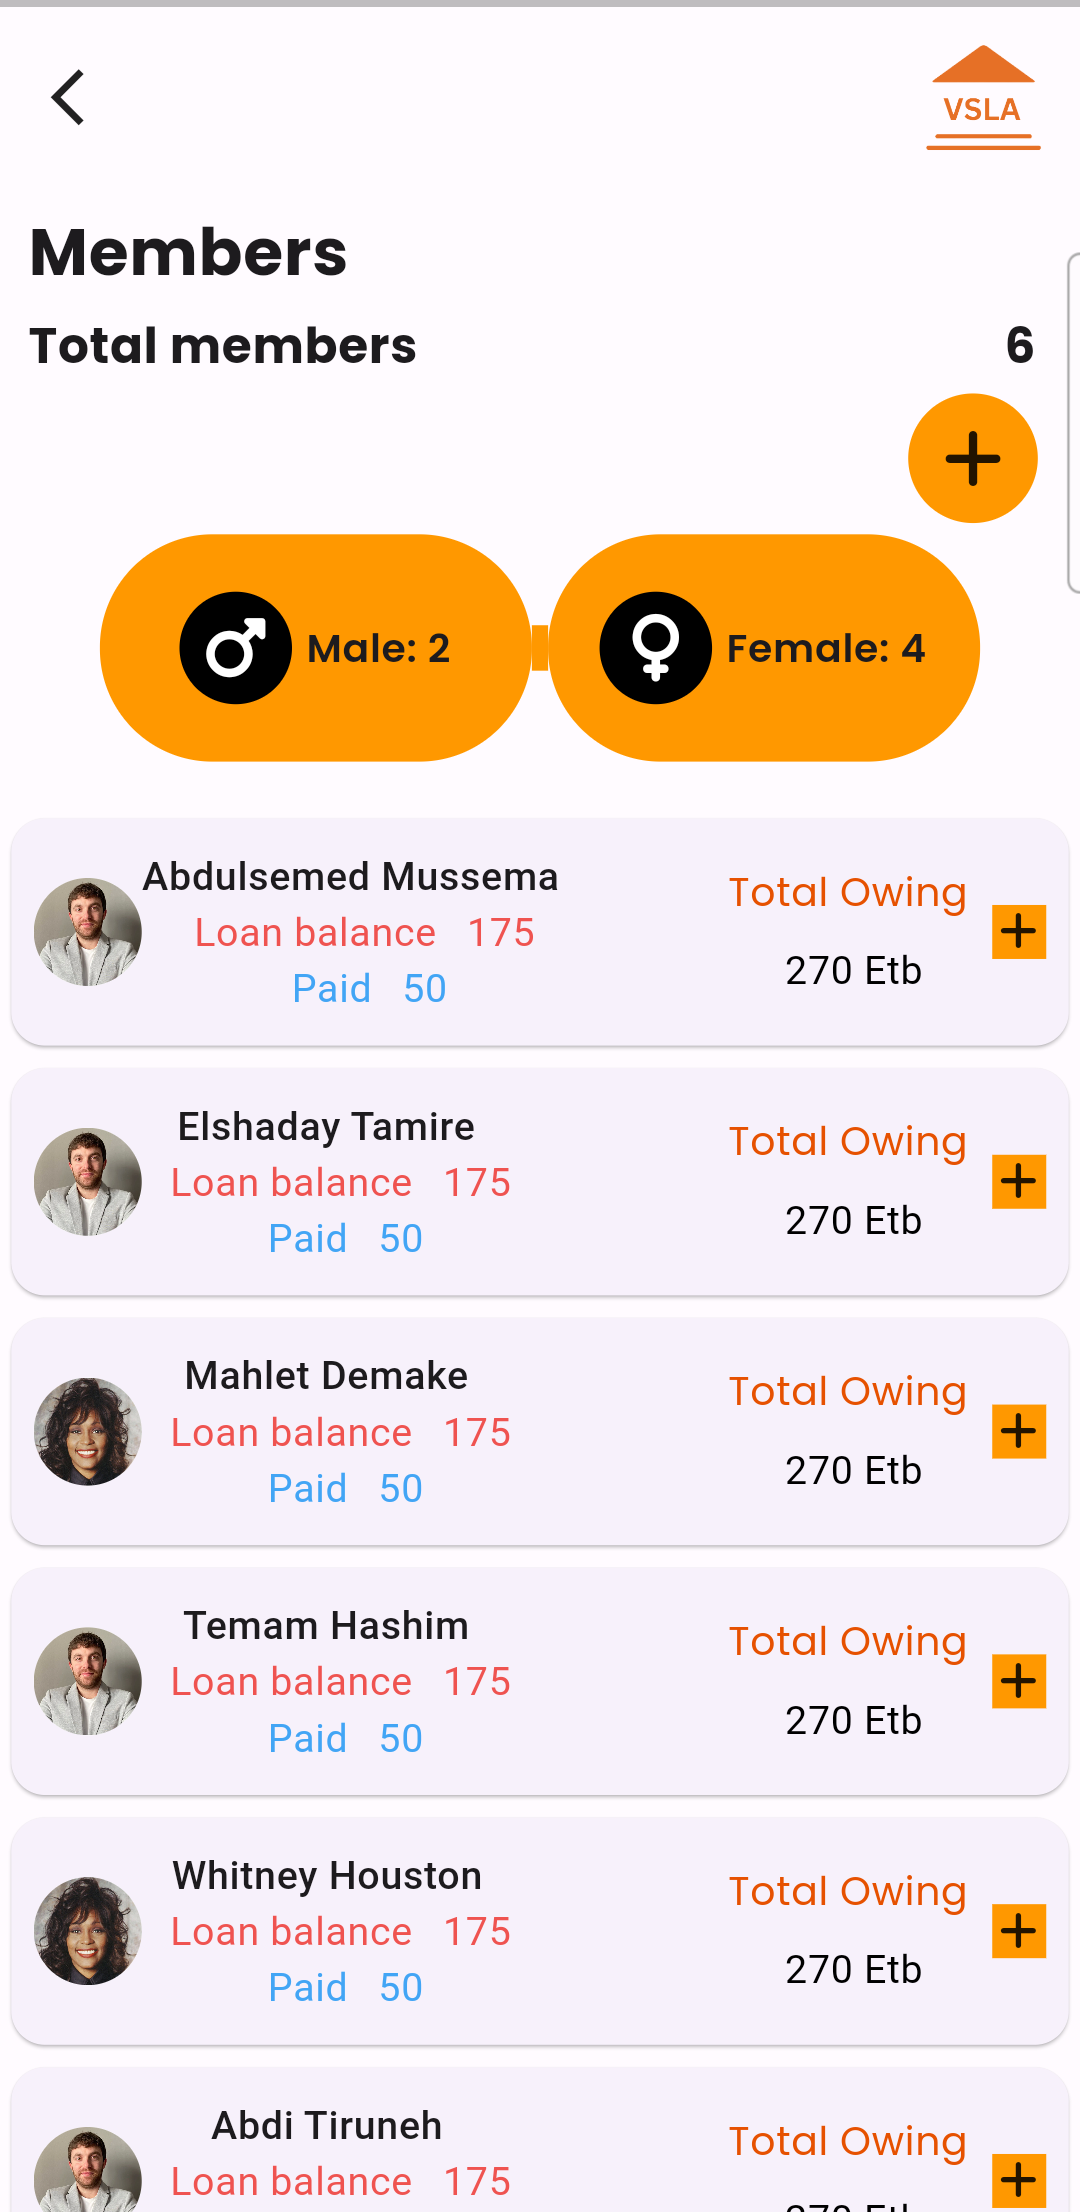 VSLA
Members
Total members 6
Male: 2 Female: 4
Abdulsemed Mussema
Loan balance 175
Paid 50
Total Owing
270 Etb
Elshaday Tamire
Loan balance 175
Paid 50
Total Owing
270 Etb
Mahlet Demake
Loan balance 175
Paid 50
Total Owing
270 Etb
Temam Hashim
Loan balance 175
Paid 50
Total Owing
270 Etb
Whitney Houston
Loan balance 175
Paid 50
Total Owing
270 Etb
Abdi Tiruneh
Loan balance 175
Total Owing